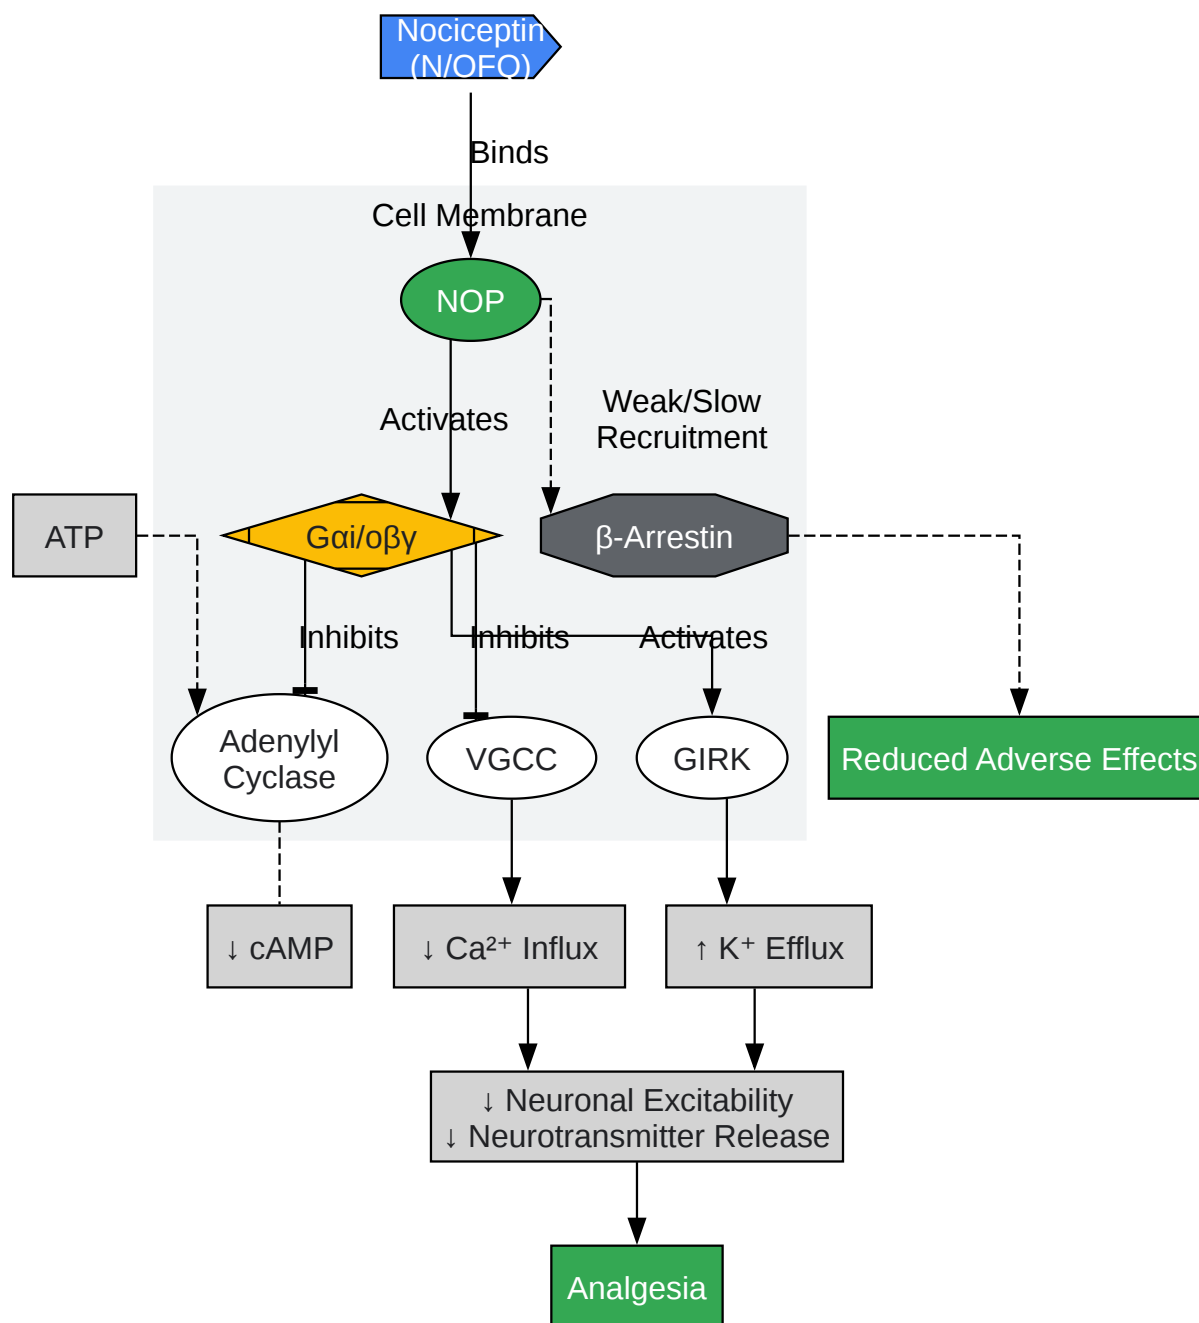 Nociceptin
(N/OFQ)
Binds
Cell Membrane
NOP
Activates
Weak/Slow
Recruitment
ATP
Gαi/oβγ
β-Arrestin
Inhibits
Inhibits
Activates
Adenylyl
Cyclase
VGCC
GIRK
Reduced Adverse Effects
↓ cAMP
↓ Ca²⁺ Influx
↑ K⁺ Efflux
↓ Neuronal Excitability
↓ Neurotransmitter Release
Analgesia